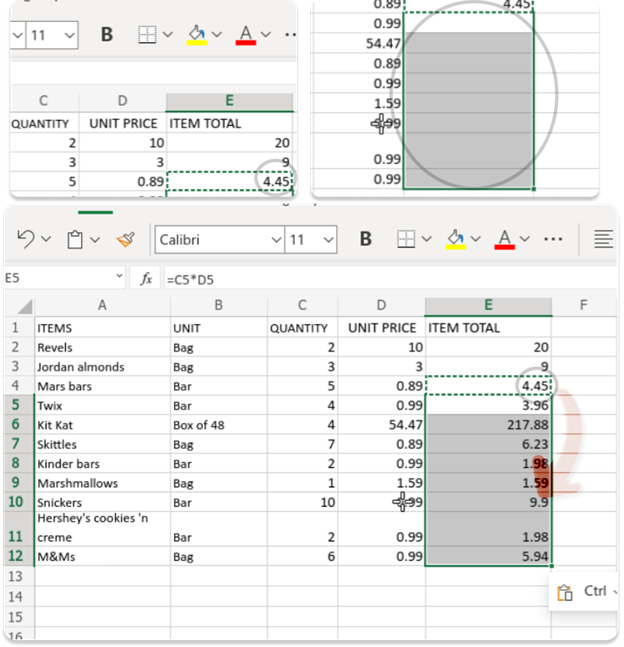 11 B A ..
C D E
QUANTITY UNIT PRICE ITEM TOTAL
2 10 20
3 3 9
5 0.89 4.45
0.89 4.45
0.99
54.47
0.89
0.99
1.59
0.99
0.99
Calibri 11 B A ...
E5 fx =C5*D5
A B C D E F
1 ITEMS UNIT QUANTITY UNIT PRICE ITEM TOTAL
2 Revels Bag 2 10 20
3 Jordan almonds Bag 3 3 9
4 Mars bars Bar 5 0.89 4.45
5 Twix Bar 4 0.99 3.96
6 Kit Kat Box of 48 4 54.47 217.88
7 Skittles Bag 7 0.89 6.23
8 Kinder bars Bar 2 0.99 1.98
9 Marshmallows Bag 1 1.59 1.59
10 Snickers Bar 10 9.9
Hershey's cookies 'n
11 creme Bar 2 0.99 1.98
12 M&Ms Bag 6 0.99 5.94
13
Ctrl
14
15
16